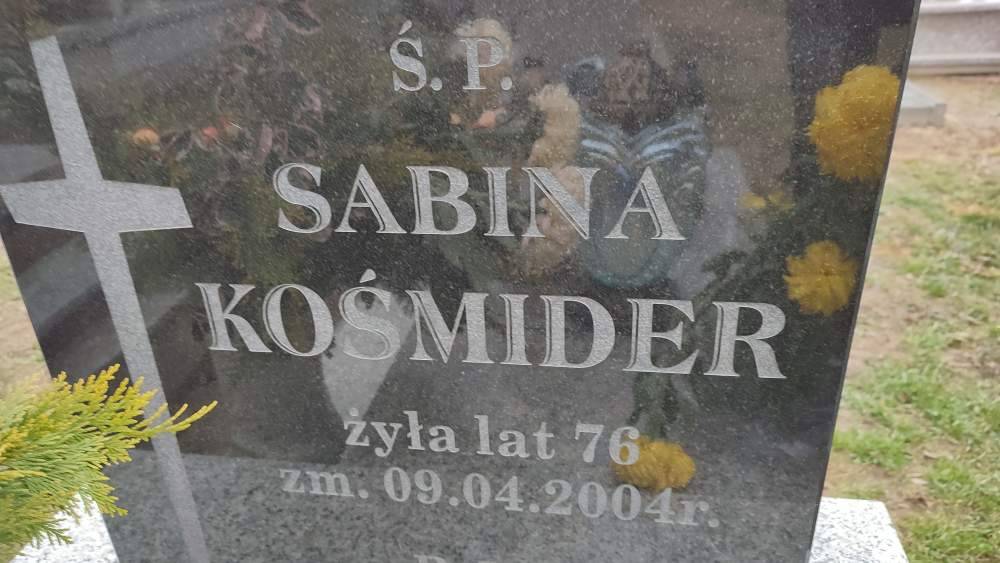 Ś. P.
SABINA
KOŚMIDER
żyła lat 76
zm. 09.04.2004r.